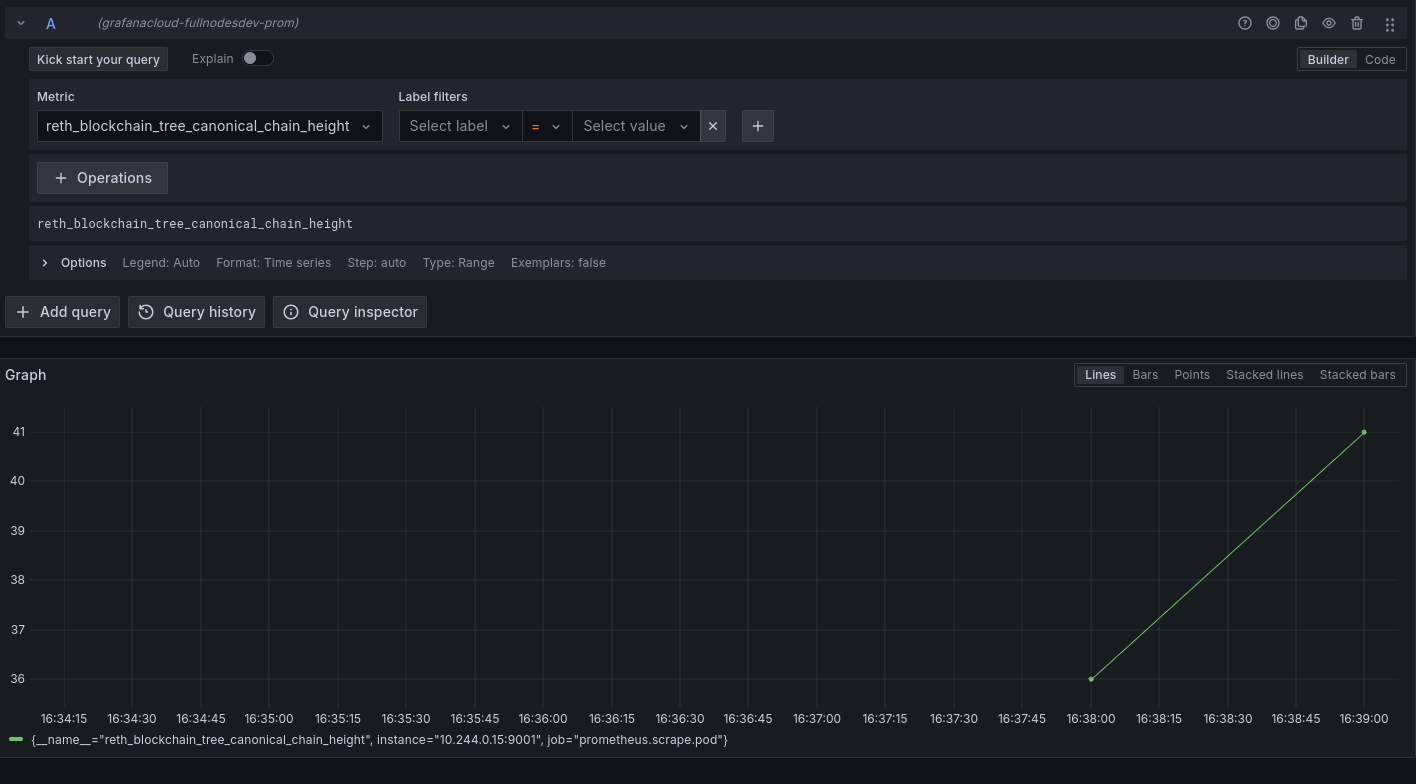 A (grafanacloud-fullnodesdev-prom)
Kick start your query Explain Builder Code
Metric Label filters
reth_blockchain_tree_canonical_chain_height Select label = Select value
Operations
reth_blockchain_tree_canonical_chain_height
Options Legend: Auto Format: Time series Step: auto Type: Range Exemplars: false
Add query Query history Query inspector
Graph Lines Bars Points Stacked lines Stacked bars
41
40
39
38
37
36
16:34:15 16:34:30 16:34:45 16:35:00 16:35:15 16:35:30 16:35:45 16:36:00 16:36:15 16:36:30 16:36:45 16:37:00 16:37:15 16:37:30 16:37:45 16:38:00 16:38:15 16:38:30 16:38:45 16:39:00
{__name__="reth_blockchain_tree_canonical_chain_height", instance="10.244.0.15:9001", job="prometheus.scrape.pod"}